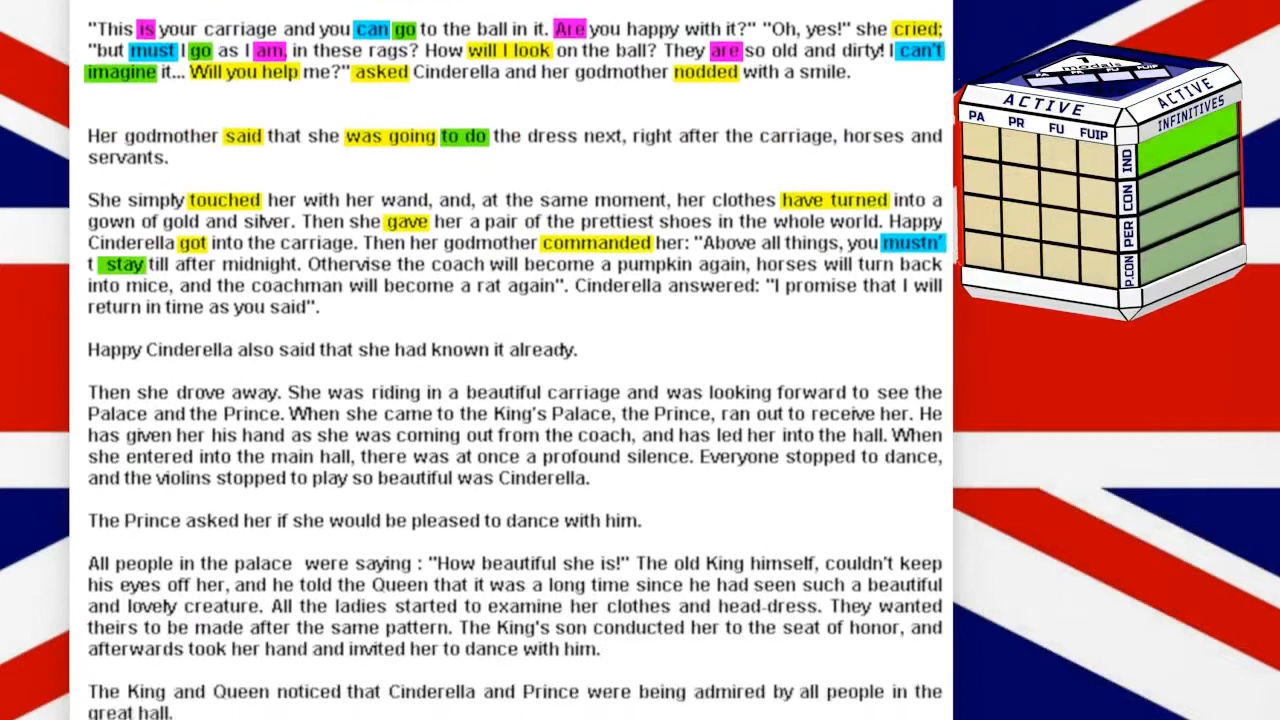 "This is your carriage and you can go to the ball in it. Are you happy with it?" "Oh, yes!" she cried;
"but must I go as I am, in these rags? How will I look on the ball? They are so old and dirty! I can't
imagine it... Will you help me?" asked Cinderella and her godmother nodded with a smile.
Her godmother said that she was going to do the dress next, right after the carriage, horses and
servants.
She simply touched her with her wand, and, at the same moment, her clothes have turned into a
gown of gold and silver. Then she gave her a pair of the prettiest shoes in the whole world. Happy
Cinderella got into the carriage. Then her godmother commanded her: "Above all things, you mustn'
t stay till after midnight. Othervise the coach will become a pumpkin again, horses will turn back
into mice, and the coachman will become a rat again". Cinderella answered: "I promise that I will
return in time as you said".
Happy Cinderella also said that she had known it already.
Then she drove away. She was riding in a beautiful carriage and was looking forward to see the
Palace and the Prince. When she came to the King's Palace, the Prince, ran out to receive her. He
has given her his hand as she was coming out from the coach, and has led her into the hall. When
she entered into the main hall, there was at once a profound silence. Everyone stopped to dance,
and the violins stopped to play so beautiful was Cinderella.
The Prince asked her if she would be pleased to dance with him.
All people in the palace were saying : "How beautiful she is!" The old King himself, couldn't keep
his eyes off her, and he told the Queen that it was a long time since he had seen such a beautiful
and lovely creature. All the ladies started to examine her clothes and head-dress. They wanted
theirs to be made after the same pattern. The King's son conducted her to the seat of honor, and
afterwards took her hand and invited her to dance with him.
The King and Queen noticed that Cinderella and Prince were being admired by all people in the
great hall.
1
modals
PA PR FU FUIP
ACTIVE
PA PR FU FUIP
ACTIVE
INFINITIVES
IND
CON
PER
P.CON